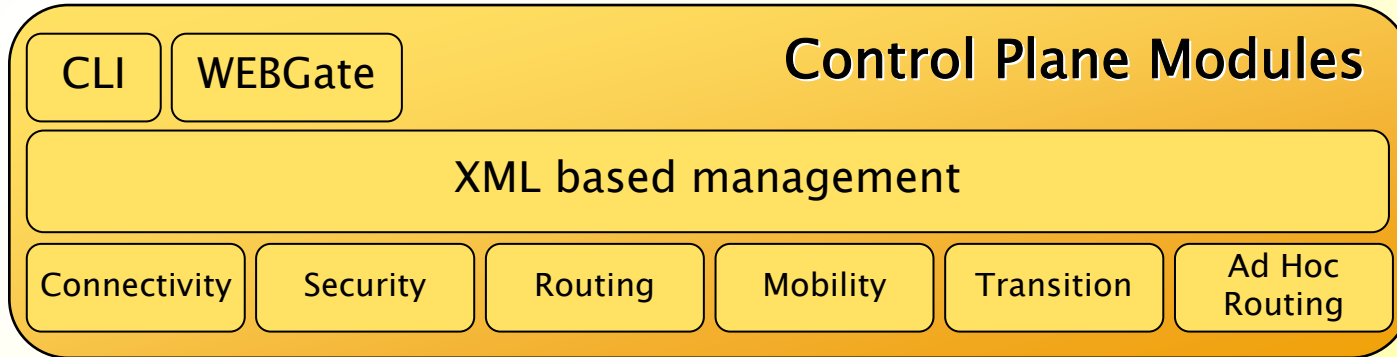 CLI
WEBGate
Control Plane Modules
XML based management
Connectivity
Security
Routing
Mobility
Transition
Ad Hoc
Routing